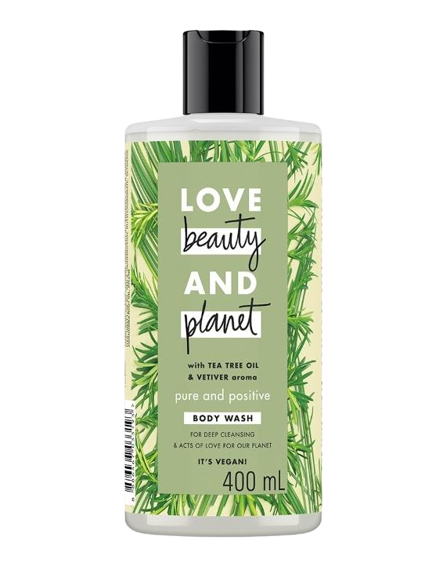 LOVE
beauty
AND
planet
with TEA TREE OIL
& VETIVER aroma
pure and positive
BODY WASH
FOR DEEP CLEANSING
& ACTS OF LOVE FOR OUR PLANET
IT'S VEGAN!
400 mL